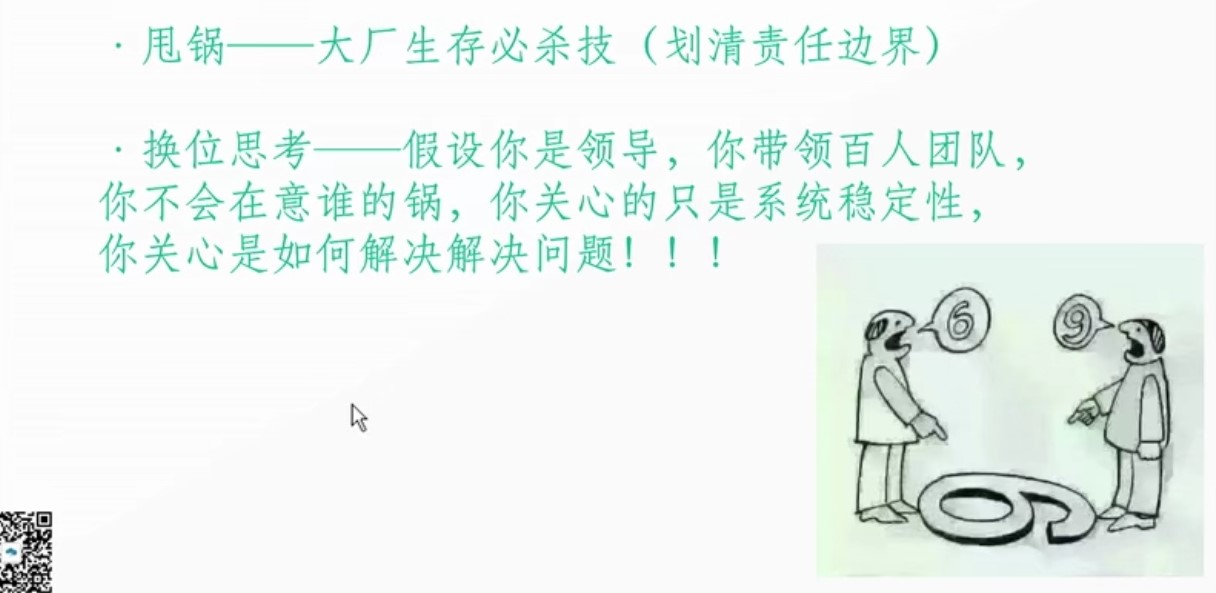 · 甩锅——大厂生存必杀技（划清责任边界）
· 换位思考——假设你是领导，你带领百人团队，
你不会在意谁的锅，你关心的只是系统稳定性，
你关心是如何解决解决问题！！！
6
9
6